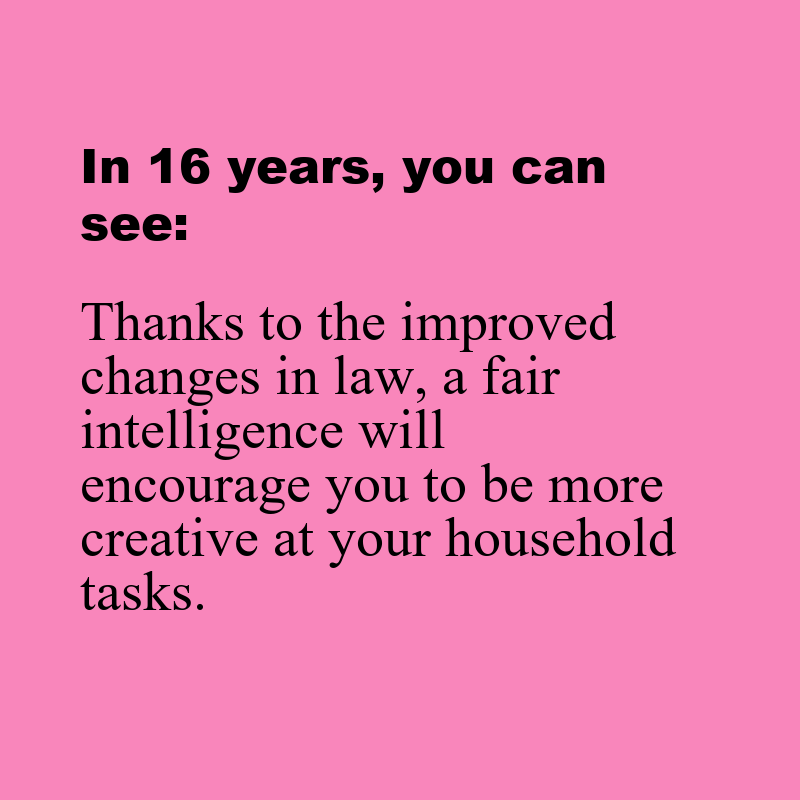 In 16 years, you can
see:
Thanks to the improved
changes in law, a fair
intelligence will
encourage you to be more
creative at your household
tasks.